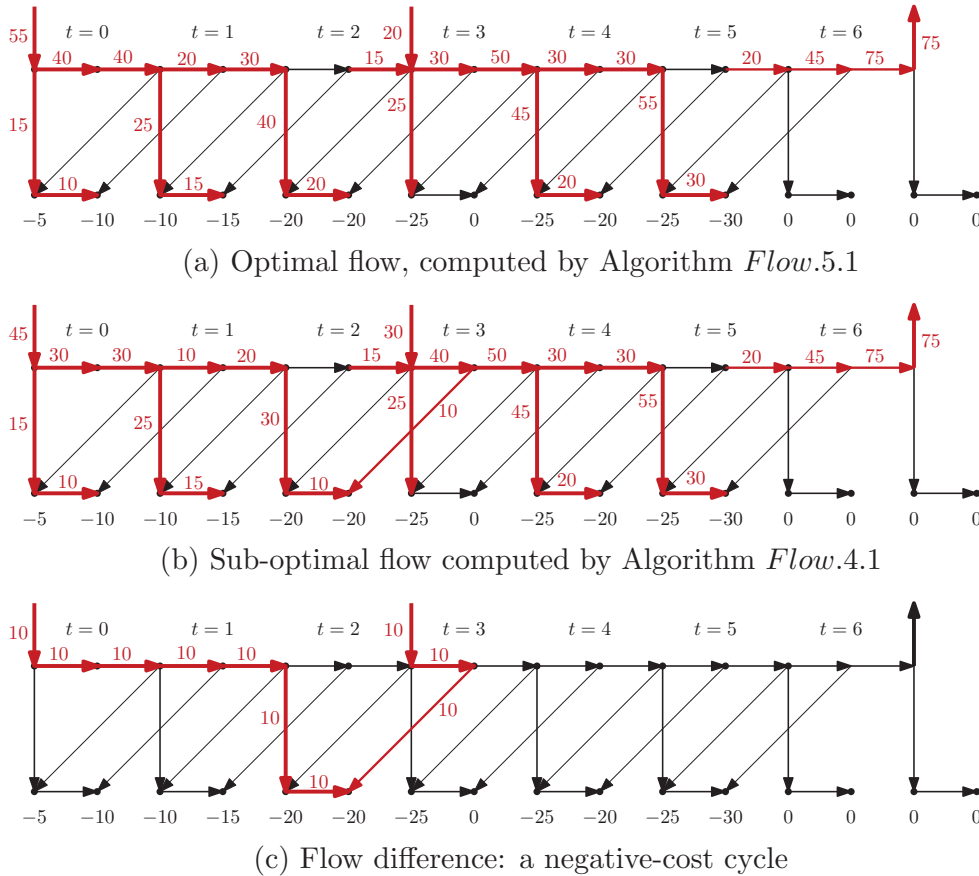 55 t = 0 t = 1 t = 2 20 t = 3 t = 4 t = 5 t = 6 75
40 40 20 30 15 30 50 30 30 20 45 75
15 25 40 25 45 55
10 15 20 20 30
−5 −10 −10 −15 −20 −20 −25 0 −25 −20 −25 −30 0 0 0 0
(a) Optimal flow, computed by Algorithm Flow.5.1
45 t = 0 t = 1 t = 2 30 t = 3 t = 4 t = 5 t = 6 75
30 30 10 20 15 40 50 30 30 20 45 75
15 25 30 25 10 45 55
10 15 10 20 30
−5 −10 −10 −15 −20 −20 −25 0 −25 −20 −25 −30 0 0 0 0
(b) Sub-optimal flow computed by Algorithm Flow.4.1
10 t = 0 t = 1 t = 2 10 t = 3 t = 4 t = 5 t = 6
10 10 10 10 10
10 10
10
−5 −10 −10 −15 −20 −20 −25 0 −25 −20 −25 −30 0 0 0 0
(c) Flow difference: a negative-cost cycle